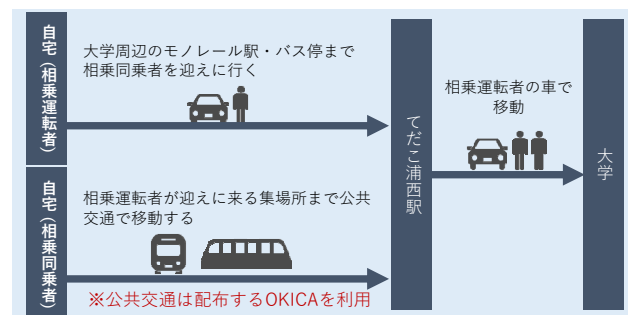 自宅(相乗運転者)
大学周辺のモノレール駅・バス停まで
相乗同乗者を迎えに行く
自宅(相乗同乗者)
相乗運転者が迎えに来る集場所まで公共
交通で移動する
※公共交通は配布するOKICAを利用
てだこ浦西駅
相乗運転者の車で
移動
大学